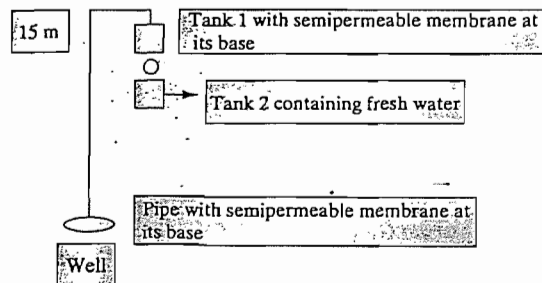 15 m
Tank 1 with semipermeable membrane at
its base
Tank 2 containing fresh water
Pipe with semipermeable membrane at
its base
Well